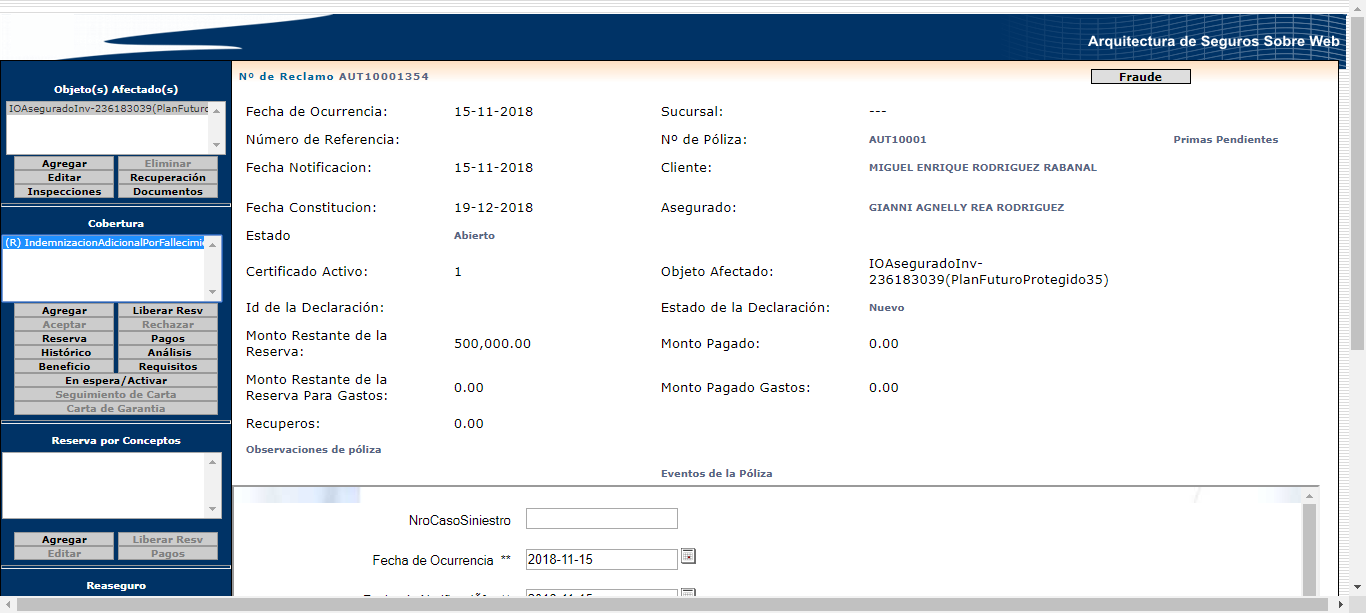 Arquitectura de Seguros Sobre Web
Objeto(s) Afectado(s)
IOAseguradoInv-236183039(PlanFuturo
Agregar Eliminar
Editar Recuperación
Inspecciones Documentos
Cobertura
(R) IndemnizacionAdicionalPorFallecimie
Agregar Liberar Resv
Aceptar Rechazar
Reserva Pagos
Histórico Análisis
Beneficio Requisitos
En espera/Activar
Seguimiento de Carta
Carta de Garantia
Reserva por Conceptos
Agregar Liberar Resv
Editar Pagos
Reaseguro
Nº de Reclamo AUT10001354 Fraude
Fecha de Ocurrencia: 15-11-2018 Sucursal: ---
Número de Referencia: Nº de Póliza: AUT10001 Primas Pendientes
Fecha Notificacion: 15-11-2018 Cliente: MIGUEL ENRIQUE RODRIGUEZ RABANAL
Fecha Constitucion: 19-12-2018 Asegurado: GIANNI AGNELLY REA RODRIGUEZ
Estado Abierto
Certificado Activo: 1 Objeto Afectado: IOAseguradoInv-
236183039(PlanFuturoProtegido35)
Id de la Declaración: Estado de la Declaración: Nuevo
Monto Restante de la
Reserva: 500,000.00 Monto Pagado: 0.00
Monto Restante de la
Reserva Para Gastos: 0.00 Monto Pagado Gastos: 0.00
Recuperos: 0.00
Observaciones de póliza
Eventos de la Póliza
NroCasoSiniestro
Fecha de Ocurrencia ** 2018-11-15
2018-11-15